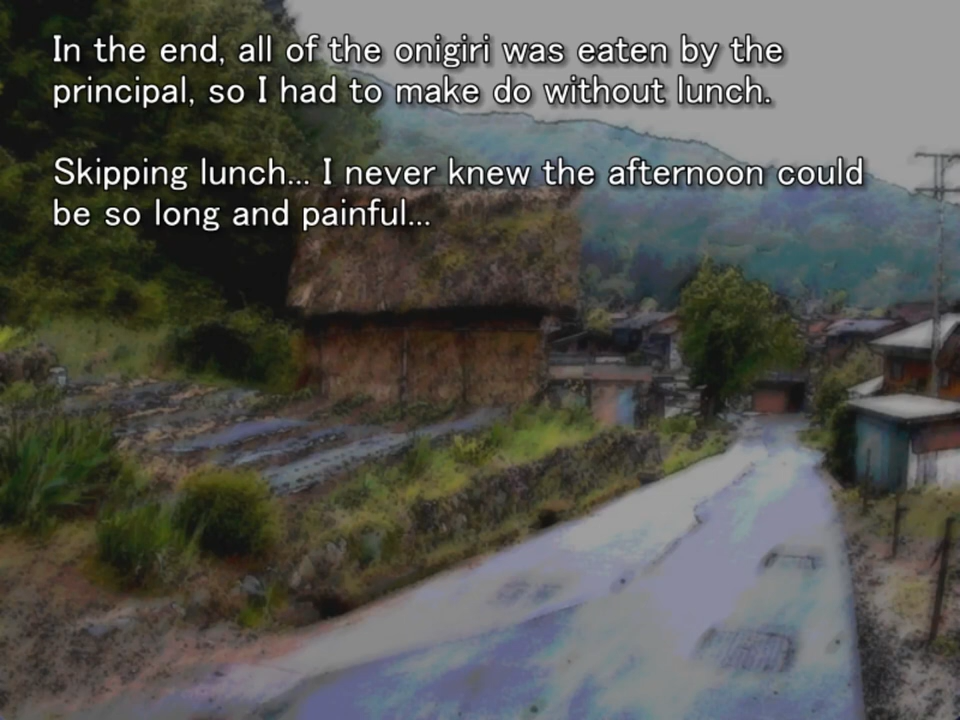 In the end, all of the onigiri was eaten by the
principal, so I had to make do without lunch.
Skipping lunch... I never knew the afternoon could
be so long and painful...